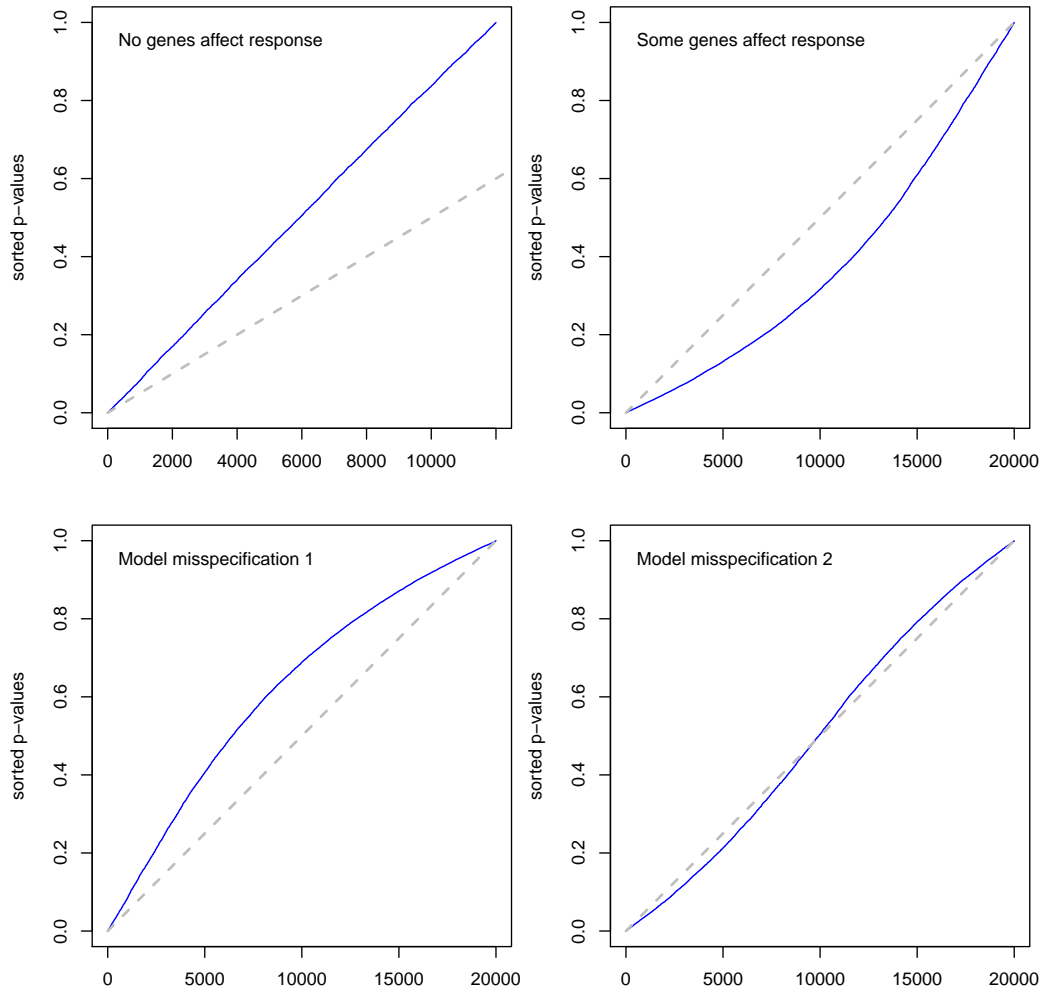 No genes affect response
sorted p−values
0.0 0.2 0.4 0.6 0.8 1.0
0 2000 4000 6000 8000 10000
Some genes affect response
sorted p−values
0.0 0.2 0.4 0.6 0.8 1.0
0 5000 10000 15000 20000
Model misspecification 1
sorted p−values
0.0 0.2 0.4 0.6 0.8 1.0
0 5000 10000 15000 20000
Model misspecification 2
sorted p−values
0.0 0.2 0.4 0.6 0.8 1.0
0 5000 10000 15000 20000